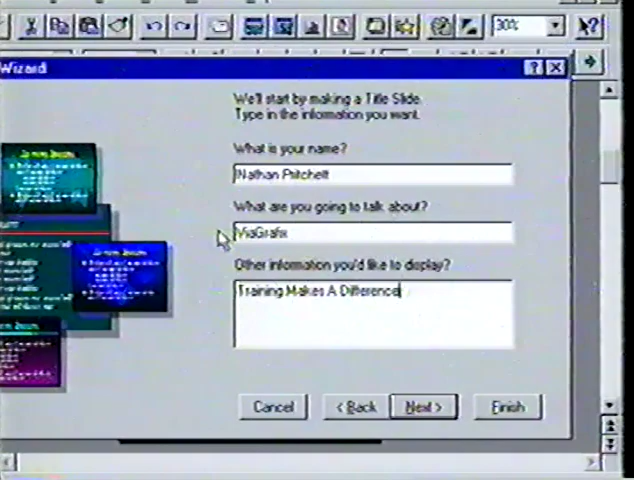 30%
Wizard
We'll start by making a Title Slide.
Type in the information you want.
What is your name?
Nathan Pritchett
What are you going to talk about?
ViaGrafix
Other information you'd like to display?
Training Makes A Difference
Cancel
< Back
Next >
Finish